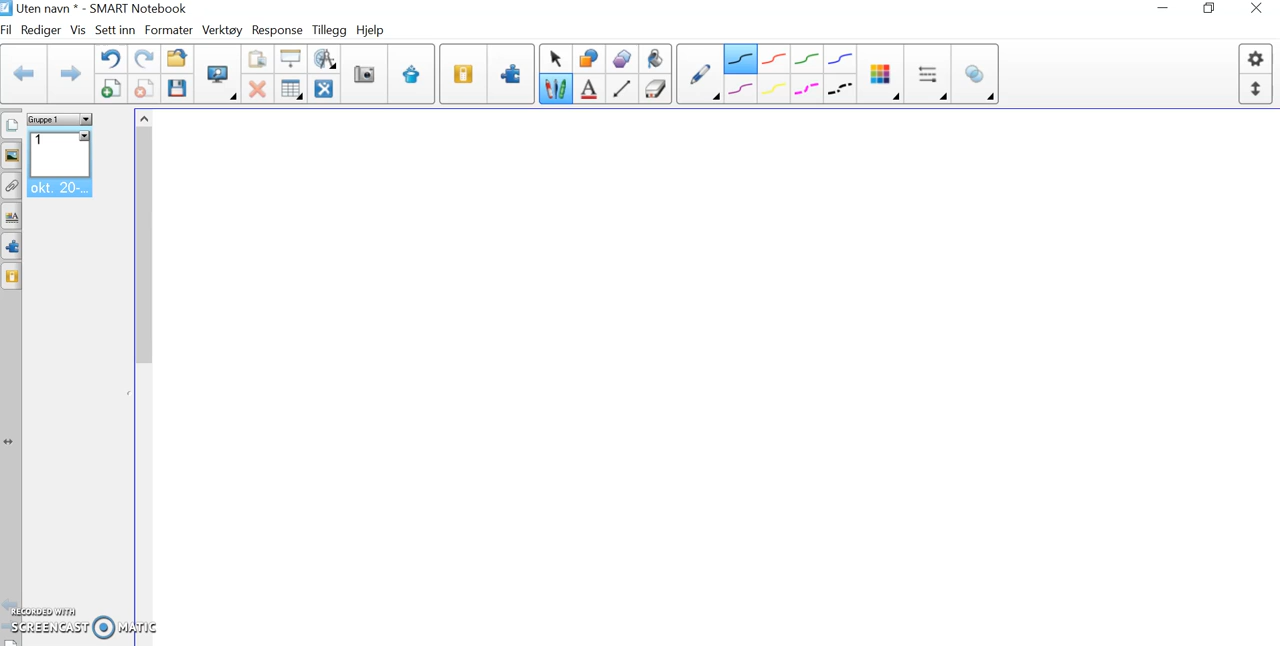 Uten navn * - SMART Notebook
Fil Rediger Vis Sett inn Formater Verktøy Response Tillegg Hjelp
Gruppe 1
1
okt. 20-...
RECORDED WITH
SCREENCAST MATIC